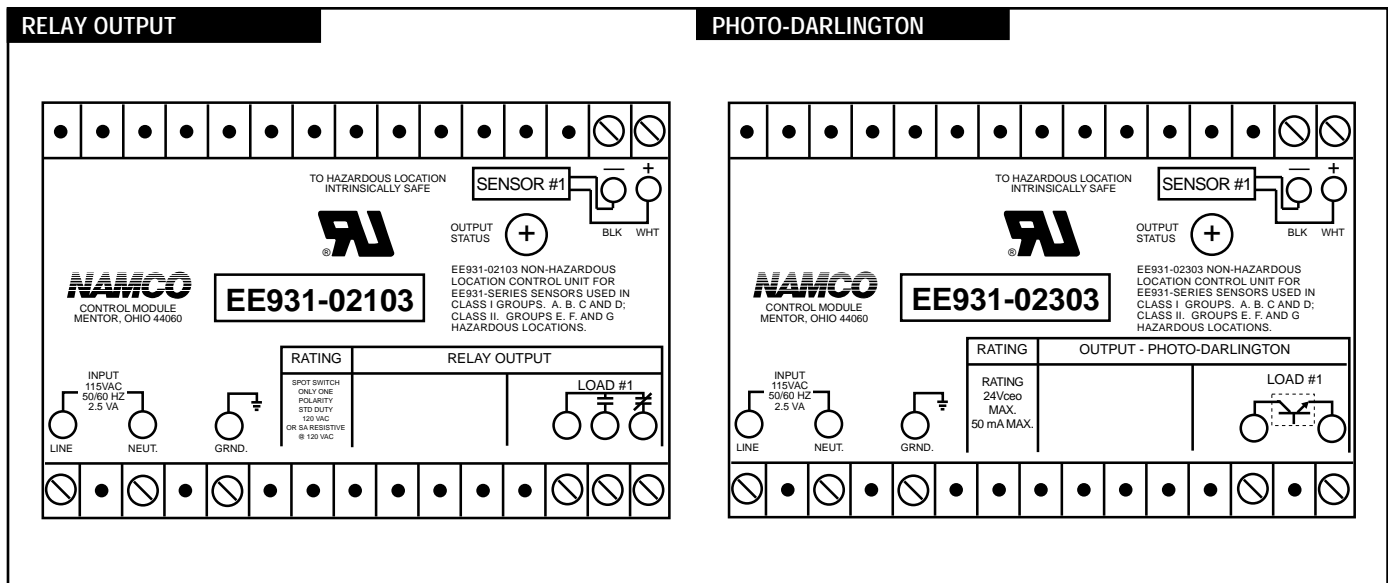 RELAY OUTPUT
TO HAZARDOUS LOCATION
INTRINSICALLY SAFE
SENSOR #1
— +
BLK WHT
®
OUTPUT
STATUS
+
NAMCO
CONTROL MODULE
MENTOR, OHIO 44060
EE931-02103
EE931-02103 NON-HAZARDOUS
LOCATION CONTROL UNIT FOR
EE931-SERIES SENSORS USED IN
CLASS I GROUPS. A. B. C AND D;
CLASS II. GROUPS E. F. AND G
HAZARDOUS LOCATIONS.
INPUT
115VAC
50/60 HZ
2.5 VA
LINE
NEUT.
GRND.
RATING
RELAY OUTPUT
SPOT SWITCH
ONLY ONE
POLARITY
STD DUTY
120 VAC
OR SA RESISTIVE
@ 120 VAC
LOAD #1
PHOTO-DARLINGTON
TO HAZARDOUS LOCATION
INTRINSICALLY SAFE
SENSOR #1
— +
BLK WHT
®
OUTPUT
STATUS
+
NAMCO
CONTROL MODULE
MENTOR, OHIO 44060
EE931-02303
EE931-02303 NON-HAZARDOUS
LOCATION CONTROL UNIT FOR
EE931-SERIES SENSORS USED IN
CLASS I GROUPS. A. B. C AND D;
CLASS II. GROUPS E. F. AND G
HAZARDOUS LOCATIONS.
INPUT
115VAC
50/60 HZ
2.5 VA
LINE
NEUT.
GRND.
RATING
OUTPUT - PHOTO-DARLINGTON
RATING
24Vceo
MAX.
50 mA MAX.
LOAD #1